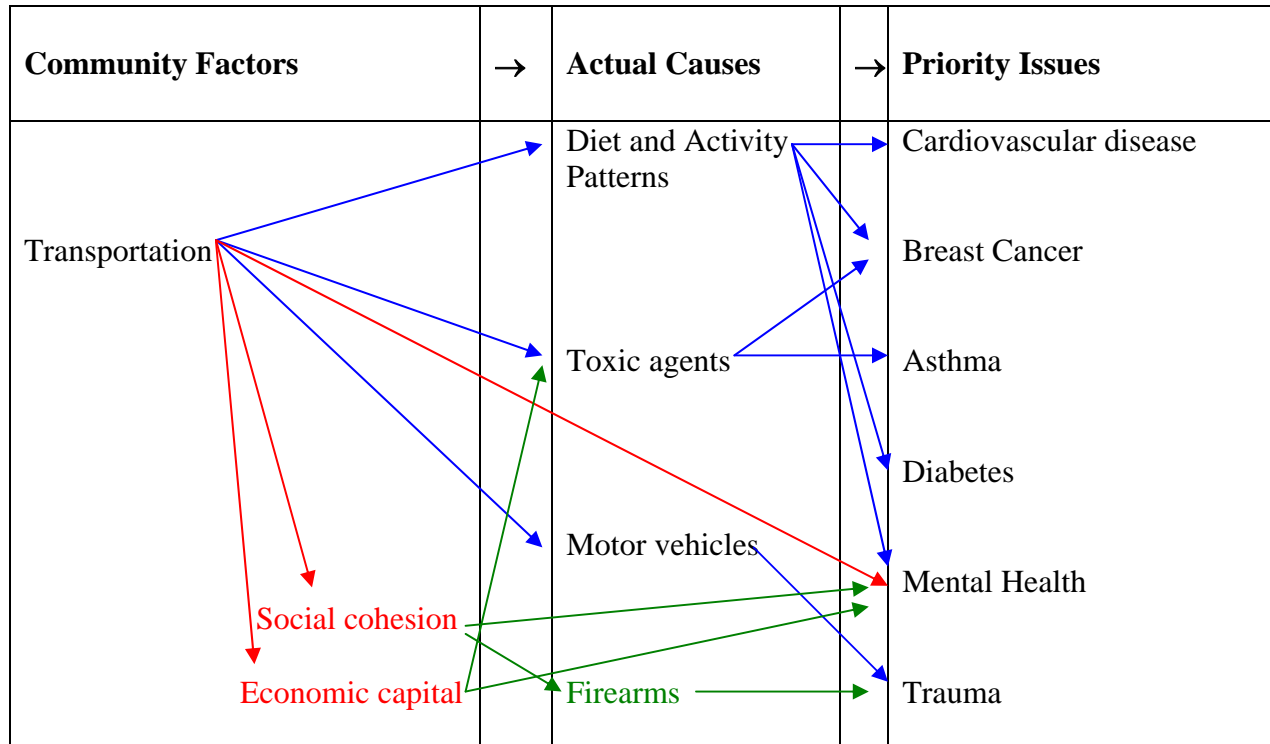 Community Factors → Actual Causes → Priority Issues
Diet and Activity Patterns
Cardiovascular disease
Transportation
Breast Cancer
Toxic agents
Asthma
Diabetes
Motor vehicles
Mental Health
Social cohesion
Economic capital
Firearms
Trauma